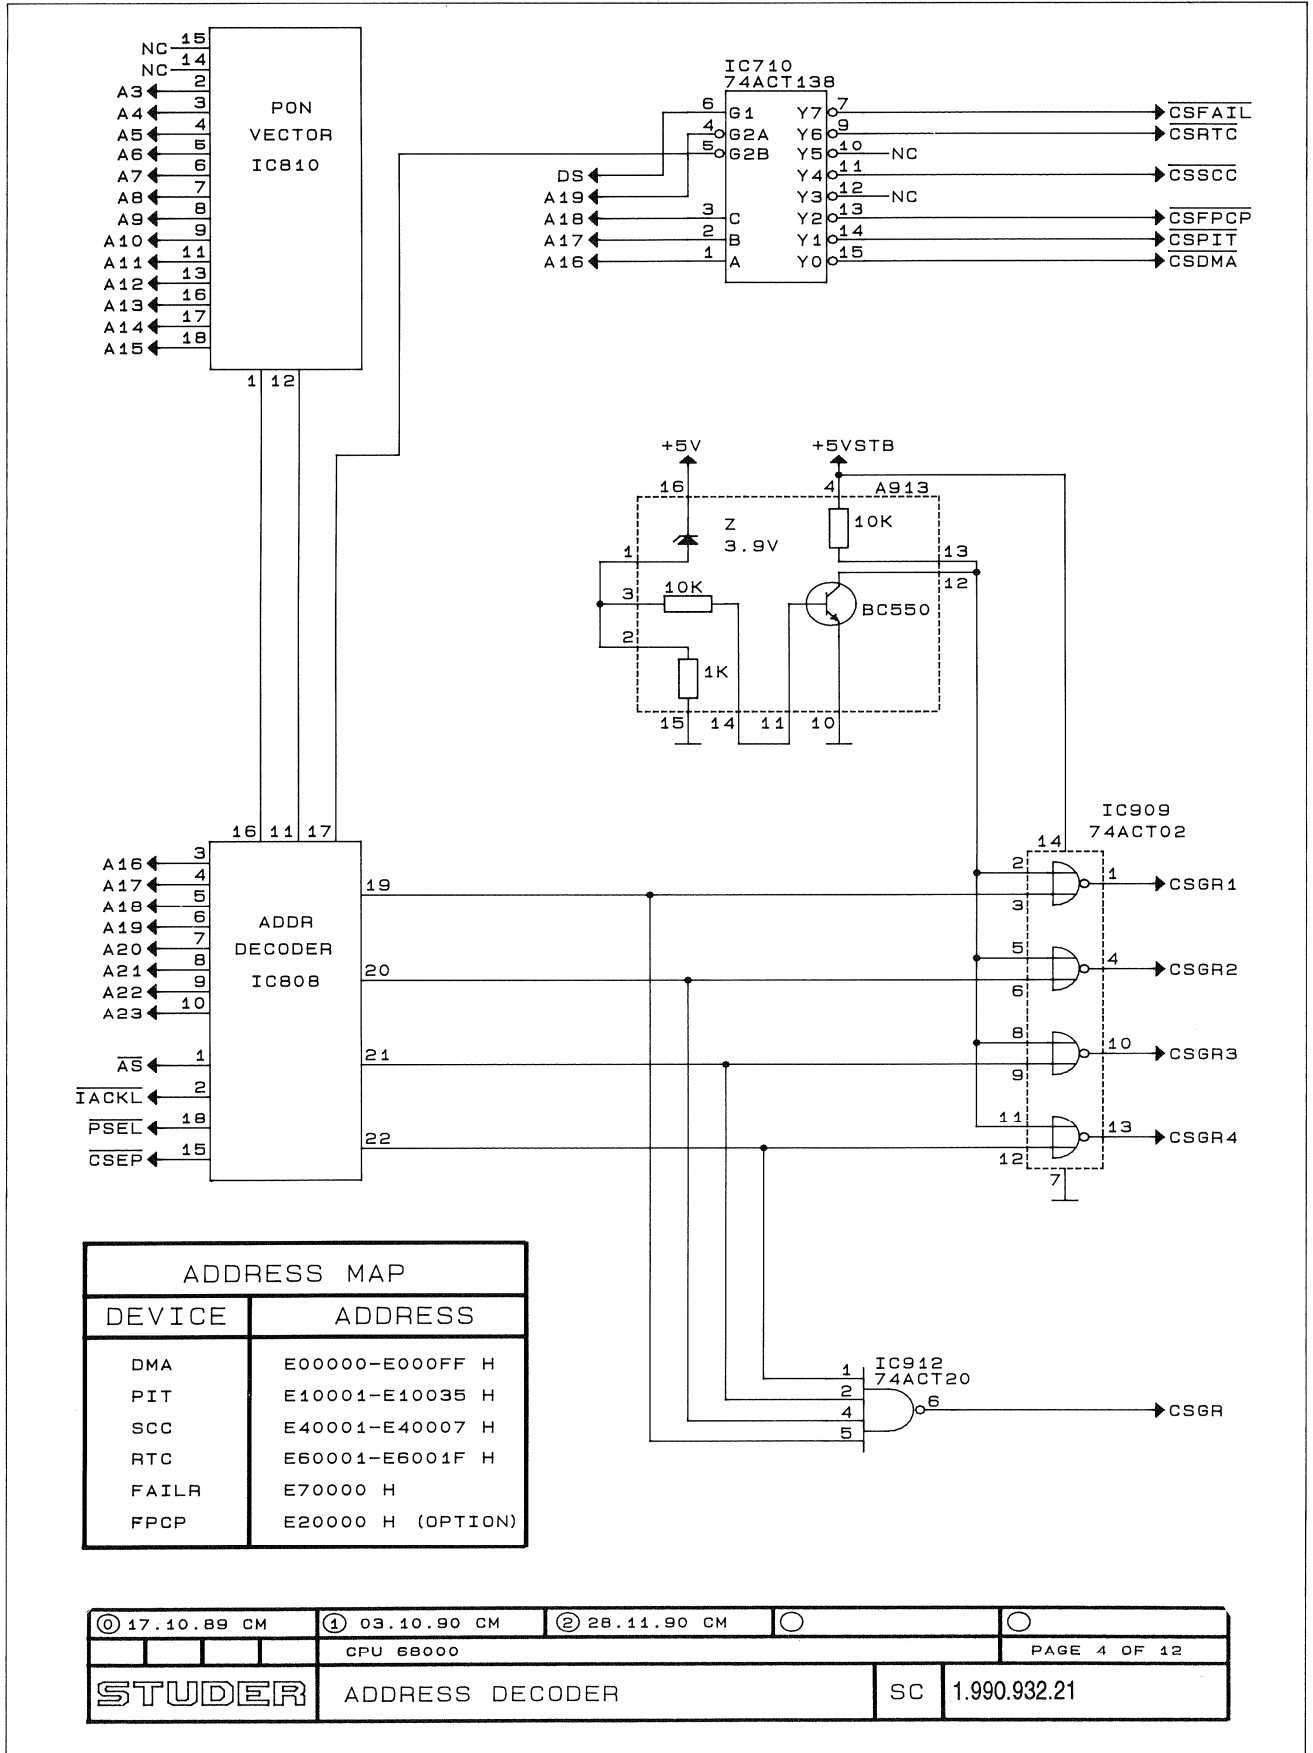 NC 15
NC 14
A3 2
A4 3
A5 4
A6 5
A7 6
A8 7
A9 8
A10 9
A11 11
A12 13
A13 16
A14 17
A15 18
PON
VECTOR
IC810
1 12
IC710
74ACT138
6 G1 Y7 7 CSFAIL
4 G2A Y6 9 CSRTC
5 G2B Y5 10 NC
DS Y4 11 CSSCC
A19 Y3 12 NC
A18 3 C Y2 13 CSFPCP
A17 2 B Y1 14 CSPIT
A16 1 A Y0 15 CSDMA
+5V +5VSTB
16 4 A913
Z
3.9V
10K
1 13
12
3 10K
BC550
2
1K
15 14 11 10
IC909
74ACT02
14
2 1 CSGR1
3
5 4 CSGR2
6
8 10 CSGR3
9
11 13 CSGR4
12
7
16 11 17
A16 3
A17 4
A18 5
A19 6
A20 7
A21 8
A22 9
A23 10
AS 1
IACKL 2
PSEL 18
CSEP 15
ADDR
DECODER
IC808
19
20
21
22
IC912
74ACT20
1
2
4
5
6 CSGR
ADDRESS MAP
DEVICE ADDRESS
DMA E00000-E000FF H
PIT E10001-E10035 H
SCC E40001-E40007 H
RTC E60001-E6001F H
FAILR E70000 H
FPCP E20000 H (OPTION)
0 17.10.89 CM 1 03.10.90 CM 2 28.11.90 CM
CPU 68000 PAGE 4 OF 12
STUDER ADDRESS DECODER SC 1.990.932.21